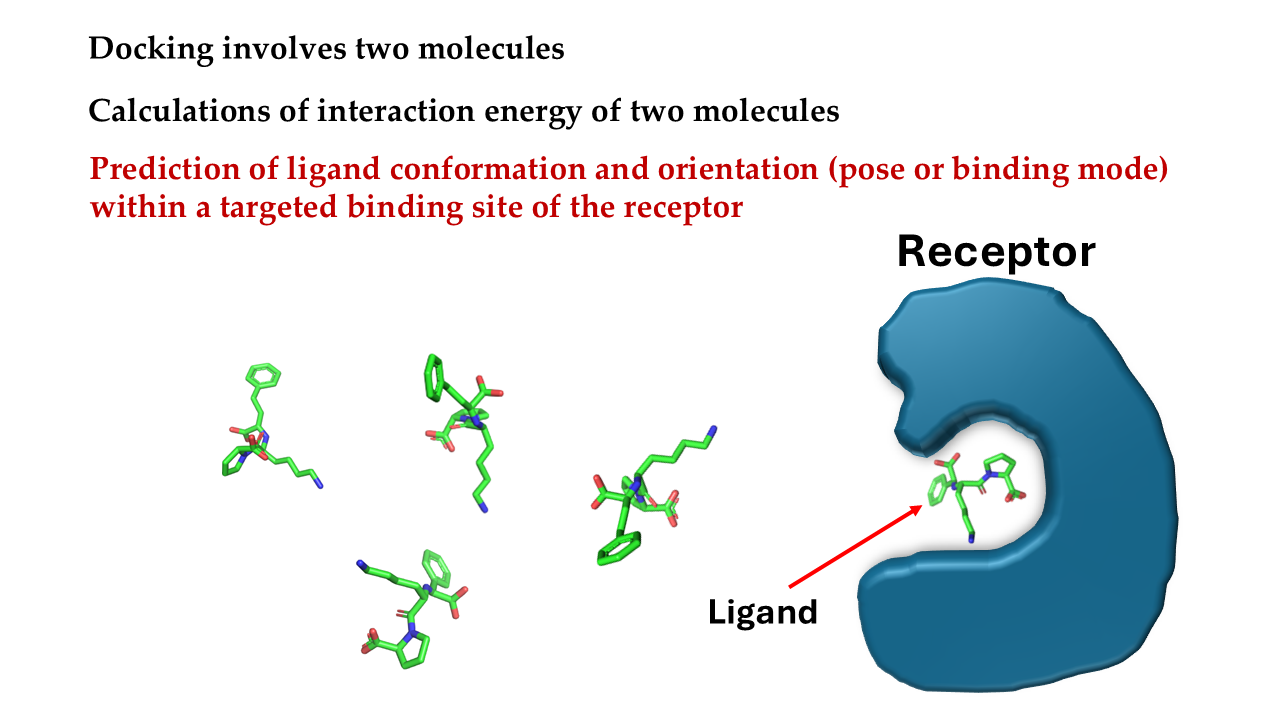 Docking involves two molecules
Calculations of interaction energy of two molecules
Prediction of ligand conformation and orientation (pose or binding mode)
within a targeted binding site of the receptor
Receptor
Ligand